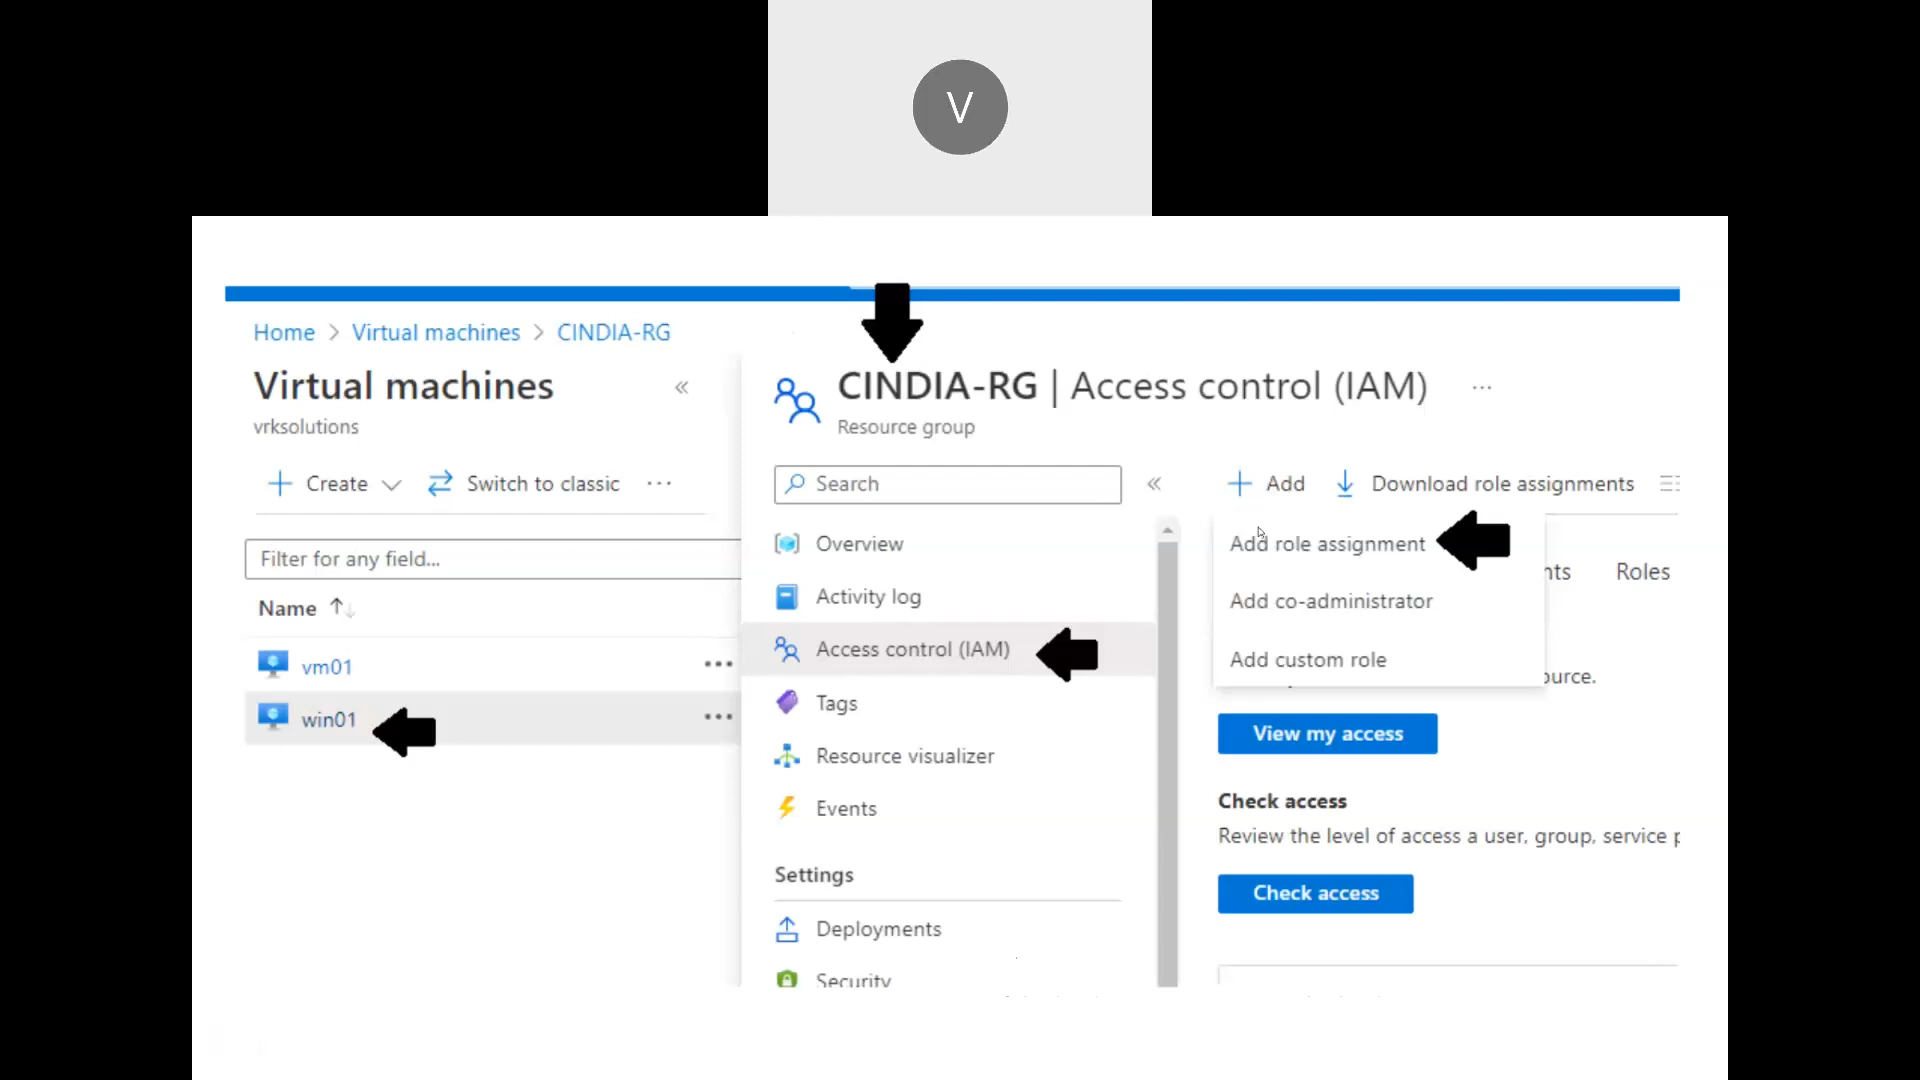 V
Home > Virtual machines > CINDIA-RG
Virtual machines «
vrksolutions
+ Create Switch to classic ...
Filter for any field...
Name ↑↓
vm01 ...
win01 ...
CINDIA-RG | Access control (IAM) ...
Resource group
Search «
Overview
Activity log
Access control (IAM)
Tags
Resource visualizer
Events
Settings
Deployments
Security
+ Add Download role assignments
Add role assignment
Add co-administrator
Add custom role
Roles
View my access
Check access
Review the level of access a user, group, service
Check access